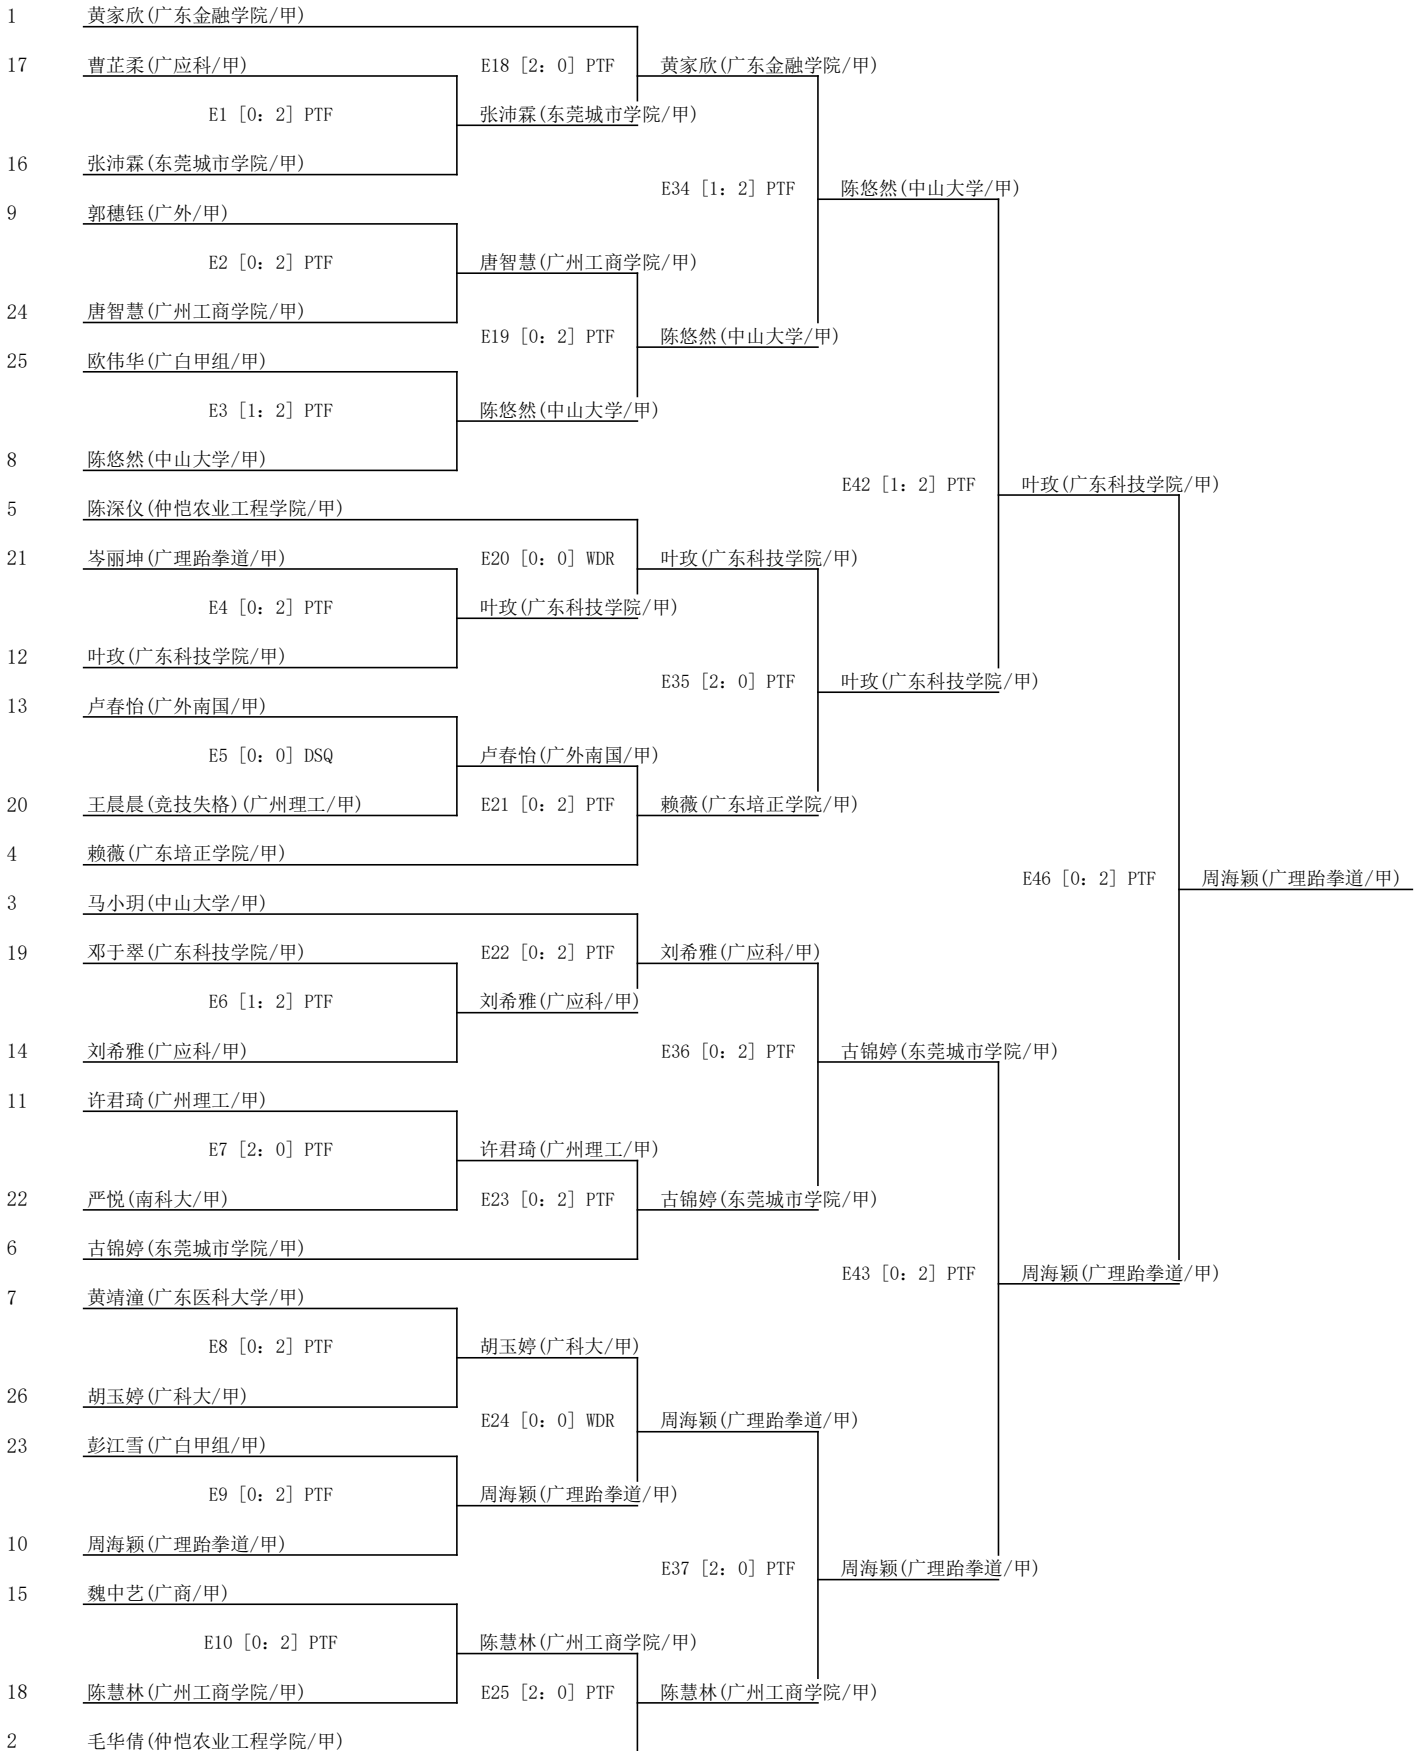 1 黄家欣(广东金融学院/甲)
17 曹芷柔(广应科/甲) E18 [2: 0] PTF 黄家欣(广东金融学院/甲)
E1 [0: 2] PTF 张沛霖(东莞城市学院/甲)
16 张沛霖(东莞城市学院/甲)
E34 [1: 2] PTF 陈悠然(中山大学/甲)
9 郭穗钰(广外/甲)
E2 [0: 2] PTF 唐智慧(广州工商学院/甲)
24 唐智慧(广州工商学院/甲)
E19 [0: 2] PTF 陈悠然(中山大学/甲)
25 欧伟华(广白甲组/甲)
E3 [1: 2] PTF 陈悠然(中山大学/甲)
8 陈悠然(中山大学/甲)
E42 [1: 2] PTF 叶玫(广东科技学院/甲)
5 陈深仪(仲恺农业工程学院/甲)
21 岑丽坤(广理跆拳道/甲) E20 [0: 0] WDR 叶玫(广东科技学院/甲)
E4 [0: 2] PTF 叶玫(广东科技学院/甲)
12 叶玫(广东科技学院/甲)
E35 [2: 0] PTF 叶玫(广东科技学院/甲)
13 卢春怡(广外南国/甲)
E5 [0: 0] DSQ 卢春怡(广外南国/甲)
20 王晨晨(竞技失格)(广州理工/甲) E21 [0: 2] PTF 赖薇(广东培正学院/甲)
4 赖薇(广东培正学院/甲)
E46 [0: 2] PTF 周海颖(广理跆拳道/甲)
3 马小玥(中山大学/甲)
19 邓于翠(广东科技学院/甲) E22 [0: 2] PTF 刘希雅(广应科/甲)
E6 [1: 2] PTF 刘希雅(广应科/甲)
14 刘希雅(广应科/甲) E36 [0: 2] PTF 古锦婷(东莞城市学院/甲)
11 许君琦(广州理工/甲)
E7 [2: 0] PTF 许君琦(广州理工/甲)
22 严悦(南科大/甲) E23 [0: 2] PTF 古锦婷(东莞城市学院/甲)
6 古锦婷(东莞城市学院/甲)
E43 [0: 2] PTF 周海颖(广理跆拳道/甲)
7 黄靖潼(广东医科大学/甲)
E8 [0: 2] PTF 胡玉婷(广科大/甲)
26 胡玉婷(广科大/甲)
E24 [0: 0] WDR 周海颖(广理跆拳道/甲)
23 彭江雪(广白甲组/甲)
E9 [0: 2] PTF 周海颖(广理跆拳道/甲)
10 周海颖(广理跆拳道/甲)
E37 [2: 0] PTF 周海颖(广理跆拳道/甲)
15 魏中艺(广商/甲)
E10 [0: 2] PTF 陈慧林(广州工商学院/甲)
18 陈慧林(广州工商学院/甲) E25 [2: 0] PTF 陈慧林(广州工商学院/甲)
2 毛华倩(仲恺农业工程学院/甲)